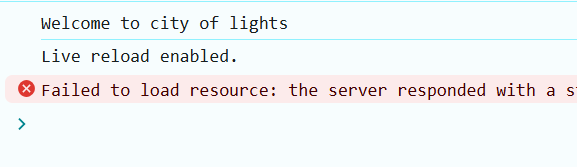 Welcome to city of lights
Live reload enabled.
Failed to load resource: the server responded with a